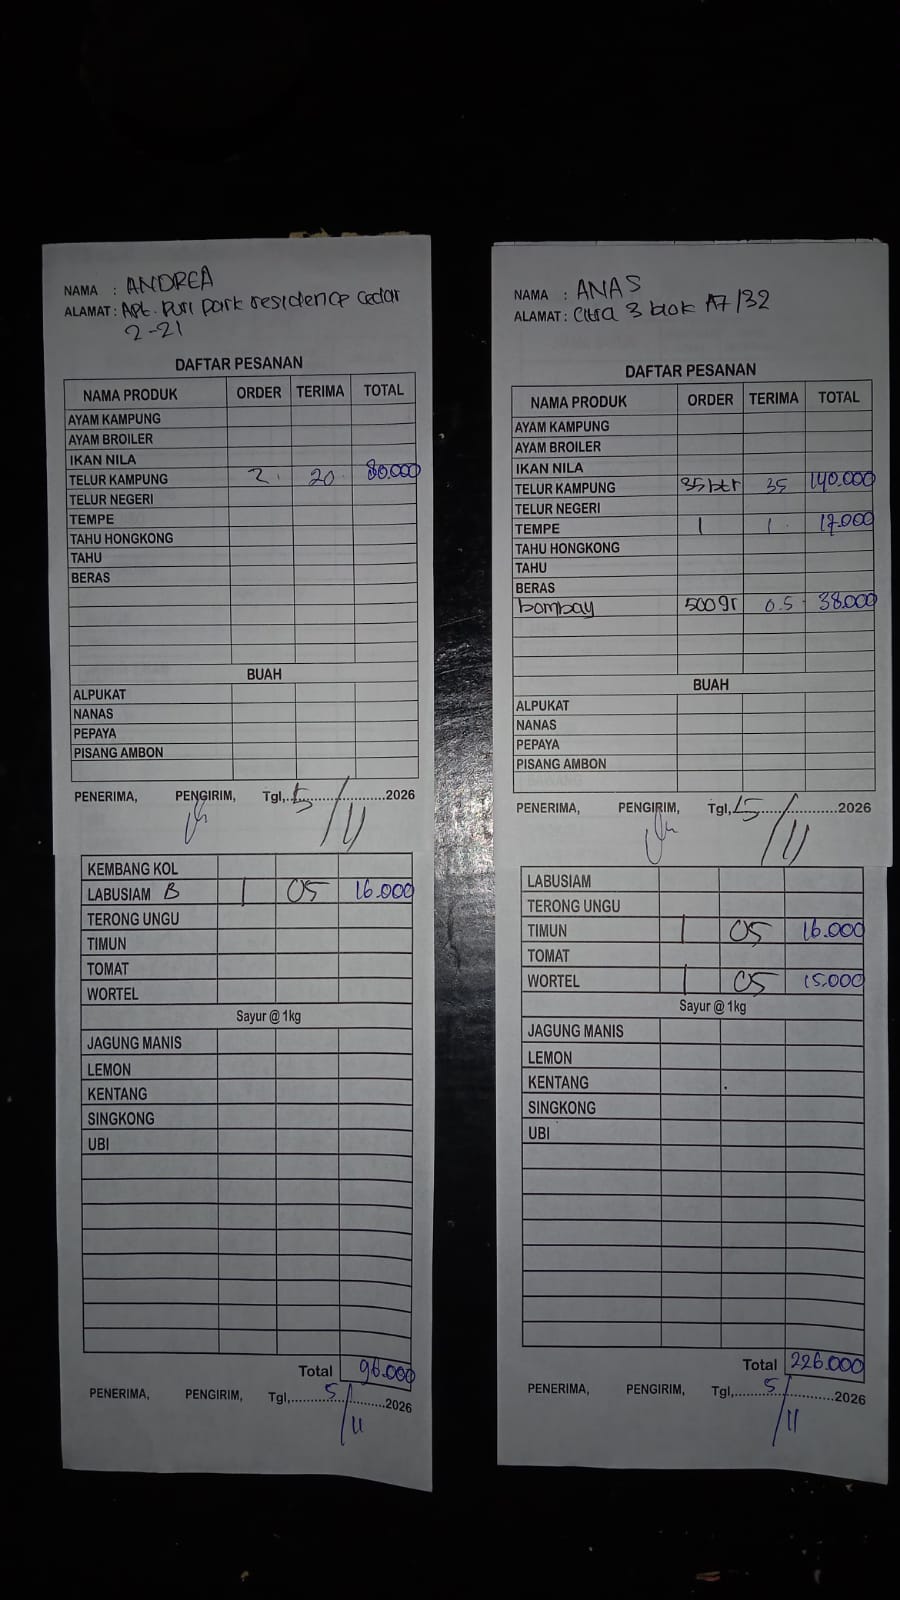 NAMA : ANDREA
ALAMAT : Apt. Puri Park residence Cedar
2-21
DAFTAR PESANAN
NAMA PRODUK ORDER TERIMA TOTAL
AYAM KAMPUNG
AYAM BROILER
IKAN NILA
TELUR KAMPUNG 2. 20. 80.000
TELUR NEGERI
TEMPE
TAHU HONGKONG
TAHU
BERAS
BUAH
ALPUKAT
NANAS
PEPAYA
PISANG AMBON
PENERIMA, PENGIRIM, Tgl,...5/11...2026
KEMBANG KOL
LABUSIAM B 1 05 16.000
TERONG UNGU
TIMUN
TOMAT
WORTEL
Sayur @ 1kg
JAGUNG MANIS
LEMON
KENTANG
SINGKONG
UBI
Total 96.000
PENERIMA, PENGIRIM, Tgl,...5/11...2026
NAMA : ANAS
ALAMAT : Citra 3 blok A7/32
DAFTAR PESANAN
NAMA PRODUK ORDER TERIMA TOTAL
AYAM KAMPUNG
AYAM BROILER
IKAN NILA
TELUR KAMPUNG 35 btr 35 140.000
TELUR NEGERI
TEMPE 1 1. 17.000
TAHU HONGKONG
TAHU
BERAS
bombay 500gr 0.5. 38.000
BUAH
ALPUKAT
NANAS
PEPAYA
PISANG AMBON
PENERIMA, PENGIRIM, Tgl,...5/11...2026
LABUSIAM
TERONG UNGU
TIMUN 1 05 16.000
TOMAT
WORTEL 1 05 15.000
Sayur @ 1kg
JAGUNG MANIS
LEMON
KENTANG
SINGKONG
UBI
Total 226.000
PENERIMA, PENGIRIM, Tgl,...5/11...2026